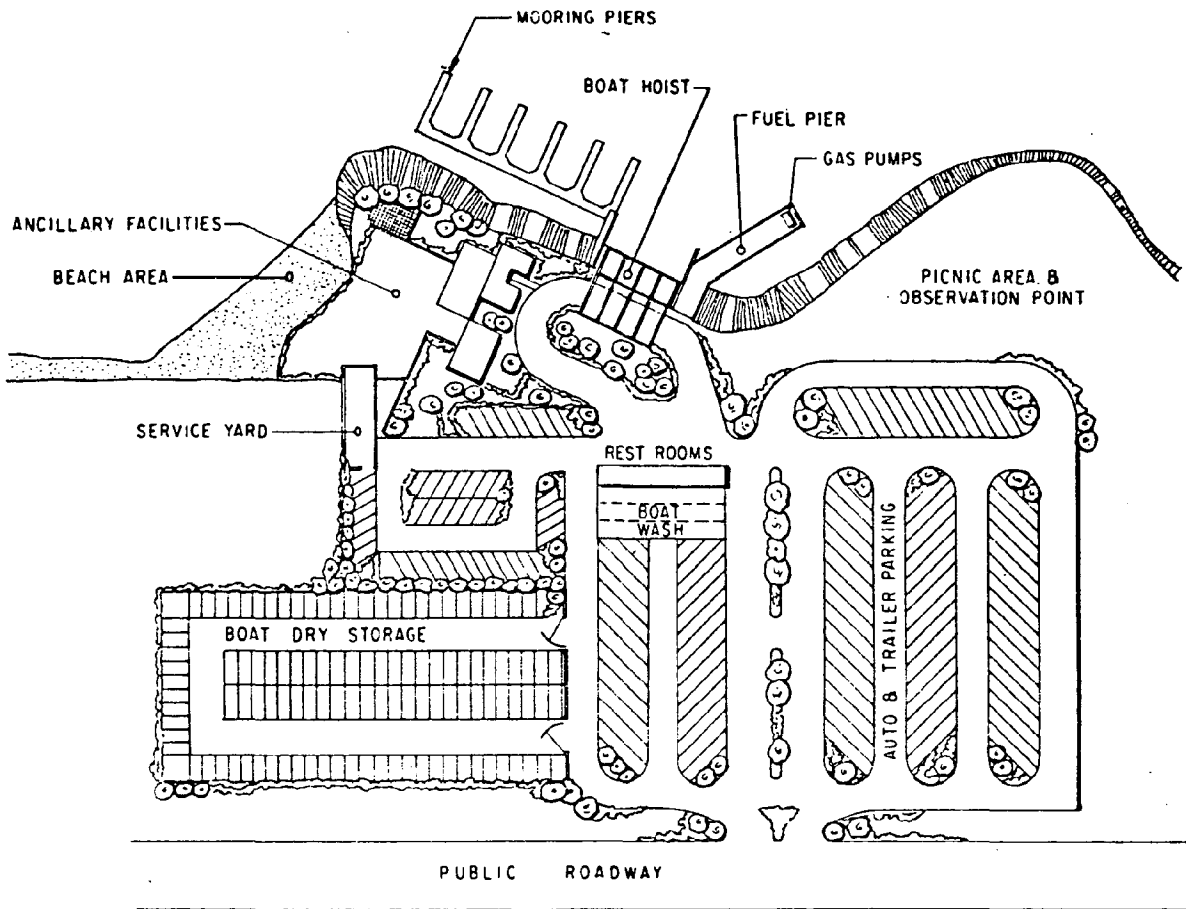 MOORING PIERS
BOAT HOIST
FUEL PIER
GAS PUMPS
ANCILLARY FACILITIES
BEACH AREA
PICNIC AREA &
OBSERVATION POINT
SERVICE YARD
REST ROOMS
BOAT
WASH
BOAT DRY STORAGE
AUTO & TRAILER PARKING
PUBLIC ROADWAY